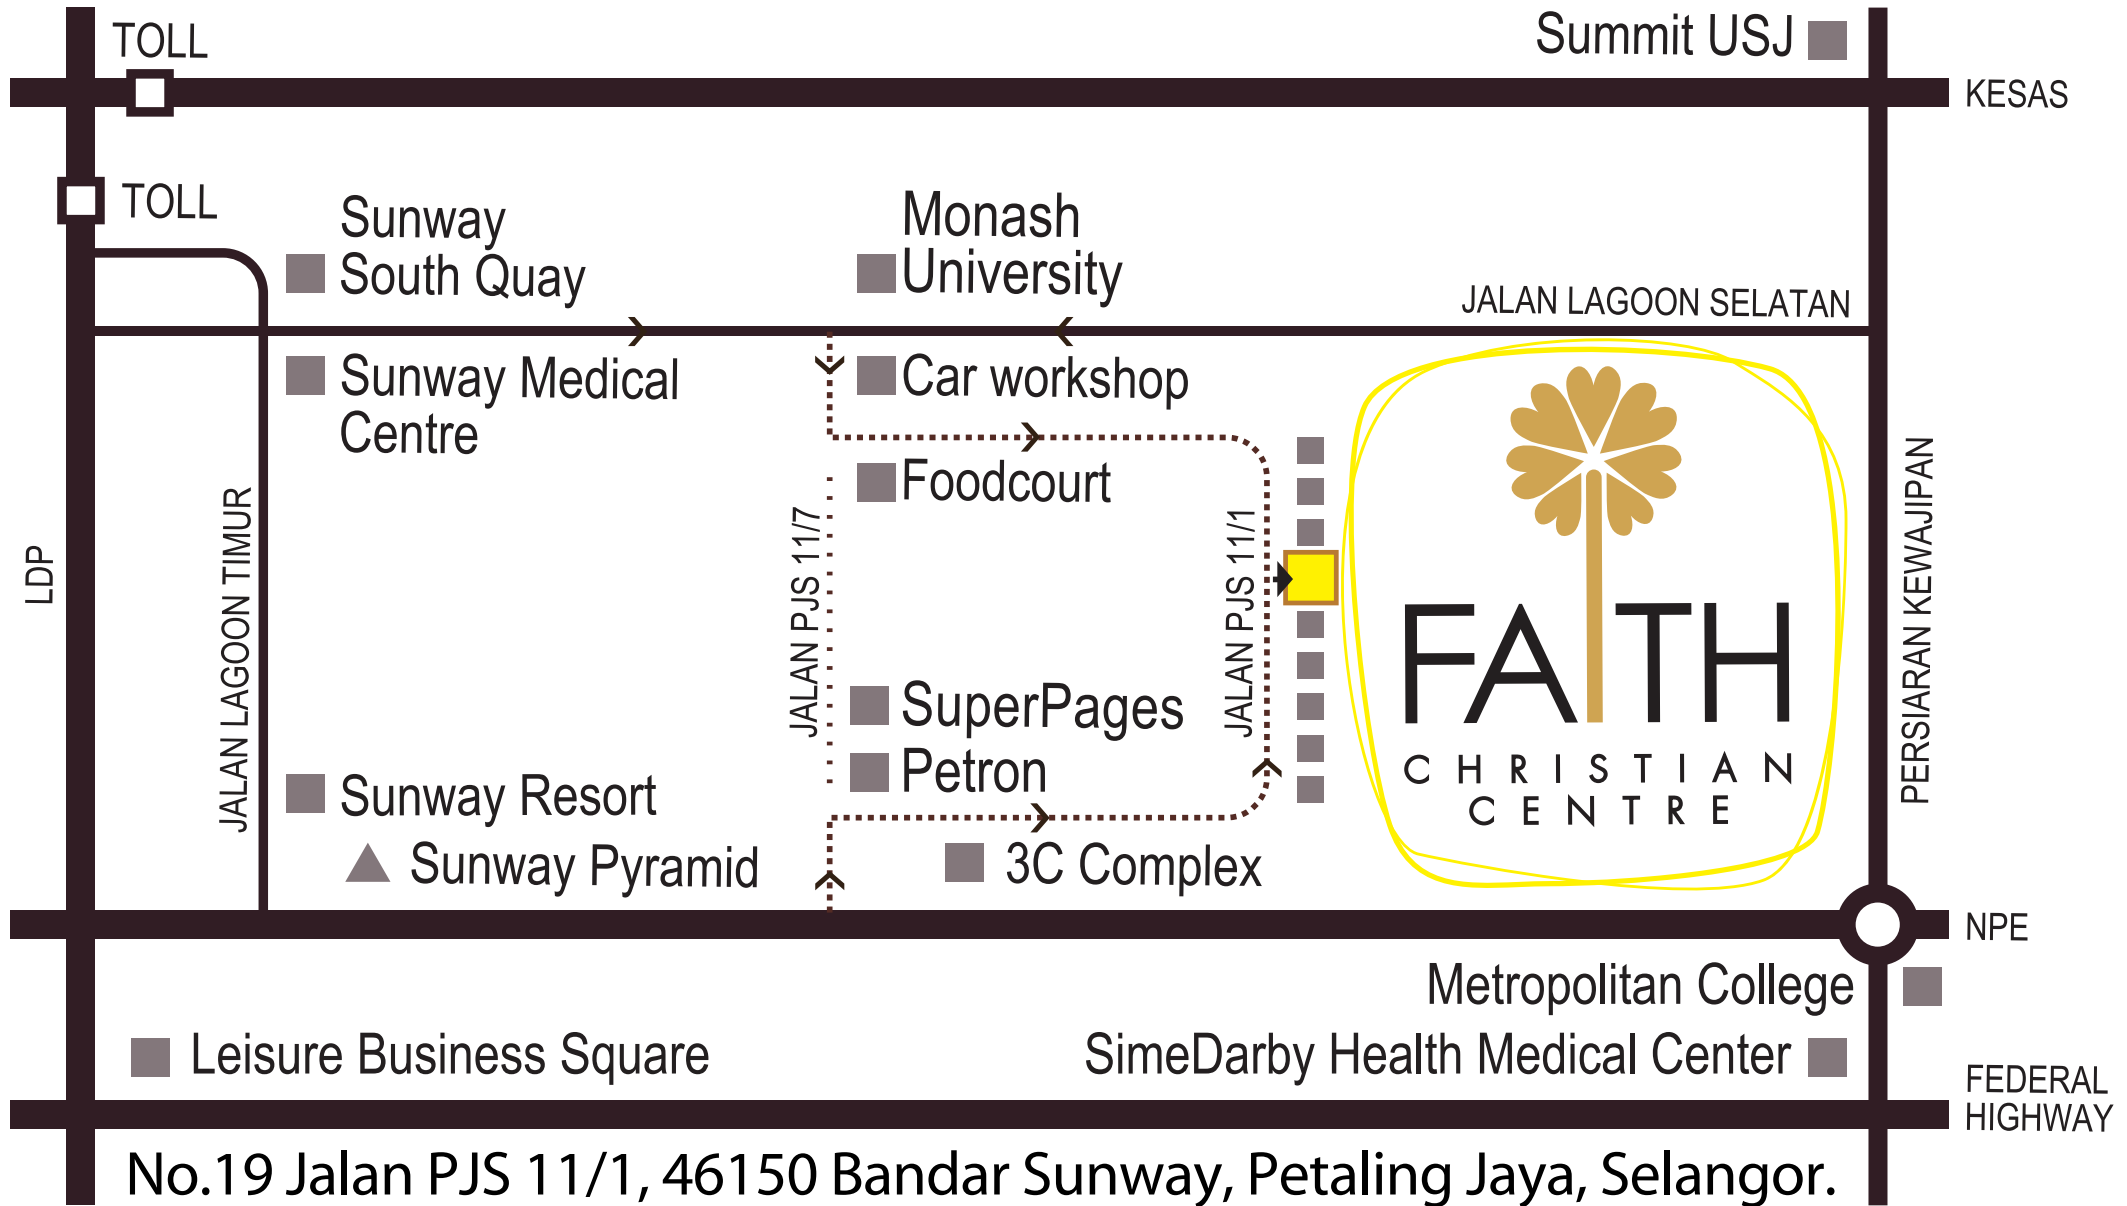 TOLL
Summit USJ
KESAS
TOLL
Sunway
South Quay
Monash
University
JALAN LAGOON SELATAN
Sunway Medical
Centre
Car workshop
Foodcourt
LDP
JALAN LAGOON TIMUR
JALAN PJS 11/7
JALAN PJS 11/1
PERSIARAN KEWAJIPAN
FAITH
CHRISTIAN
CENTRE
SuperPages
Petron
Sunway Resort
Sunway Pyramid
3C Complex
NPE
Metropolitan College
Leisure Business Square
SimeDarby Health Medical Center
FEDERAL
HIGHWAY
No.19 Jalan PJS 11/1, 46150 Bandar Sunway, Petaling Jaya, Selangor.